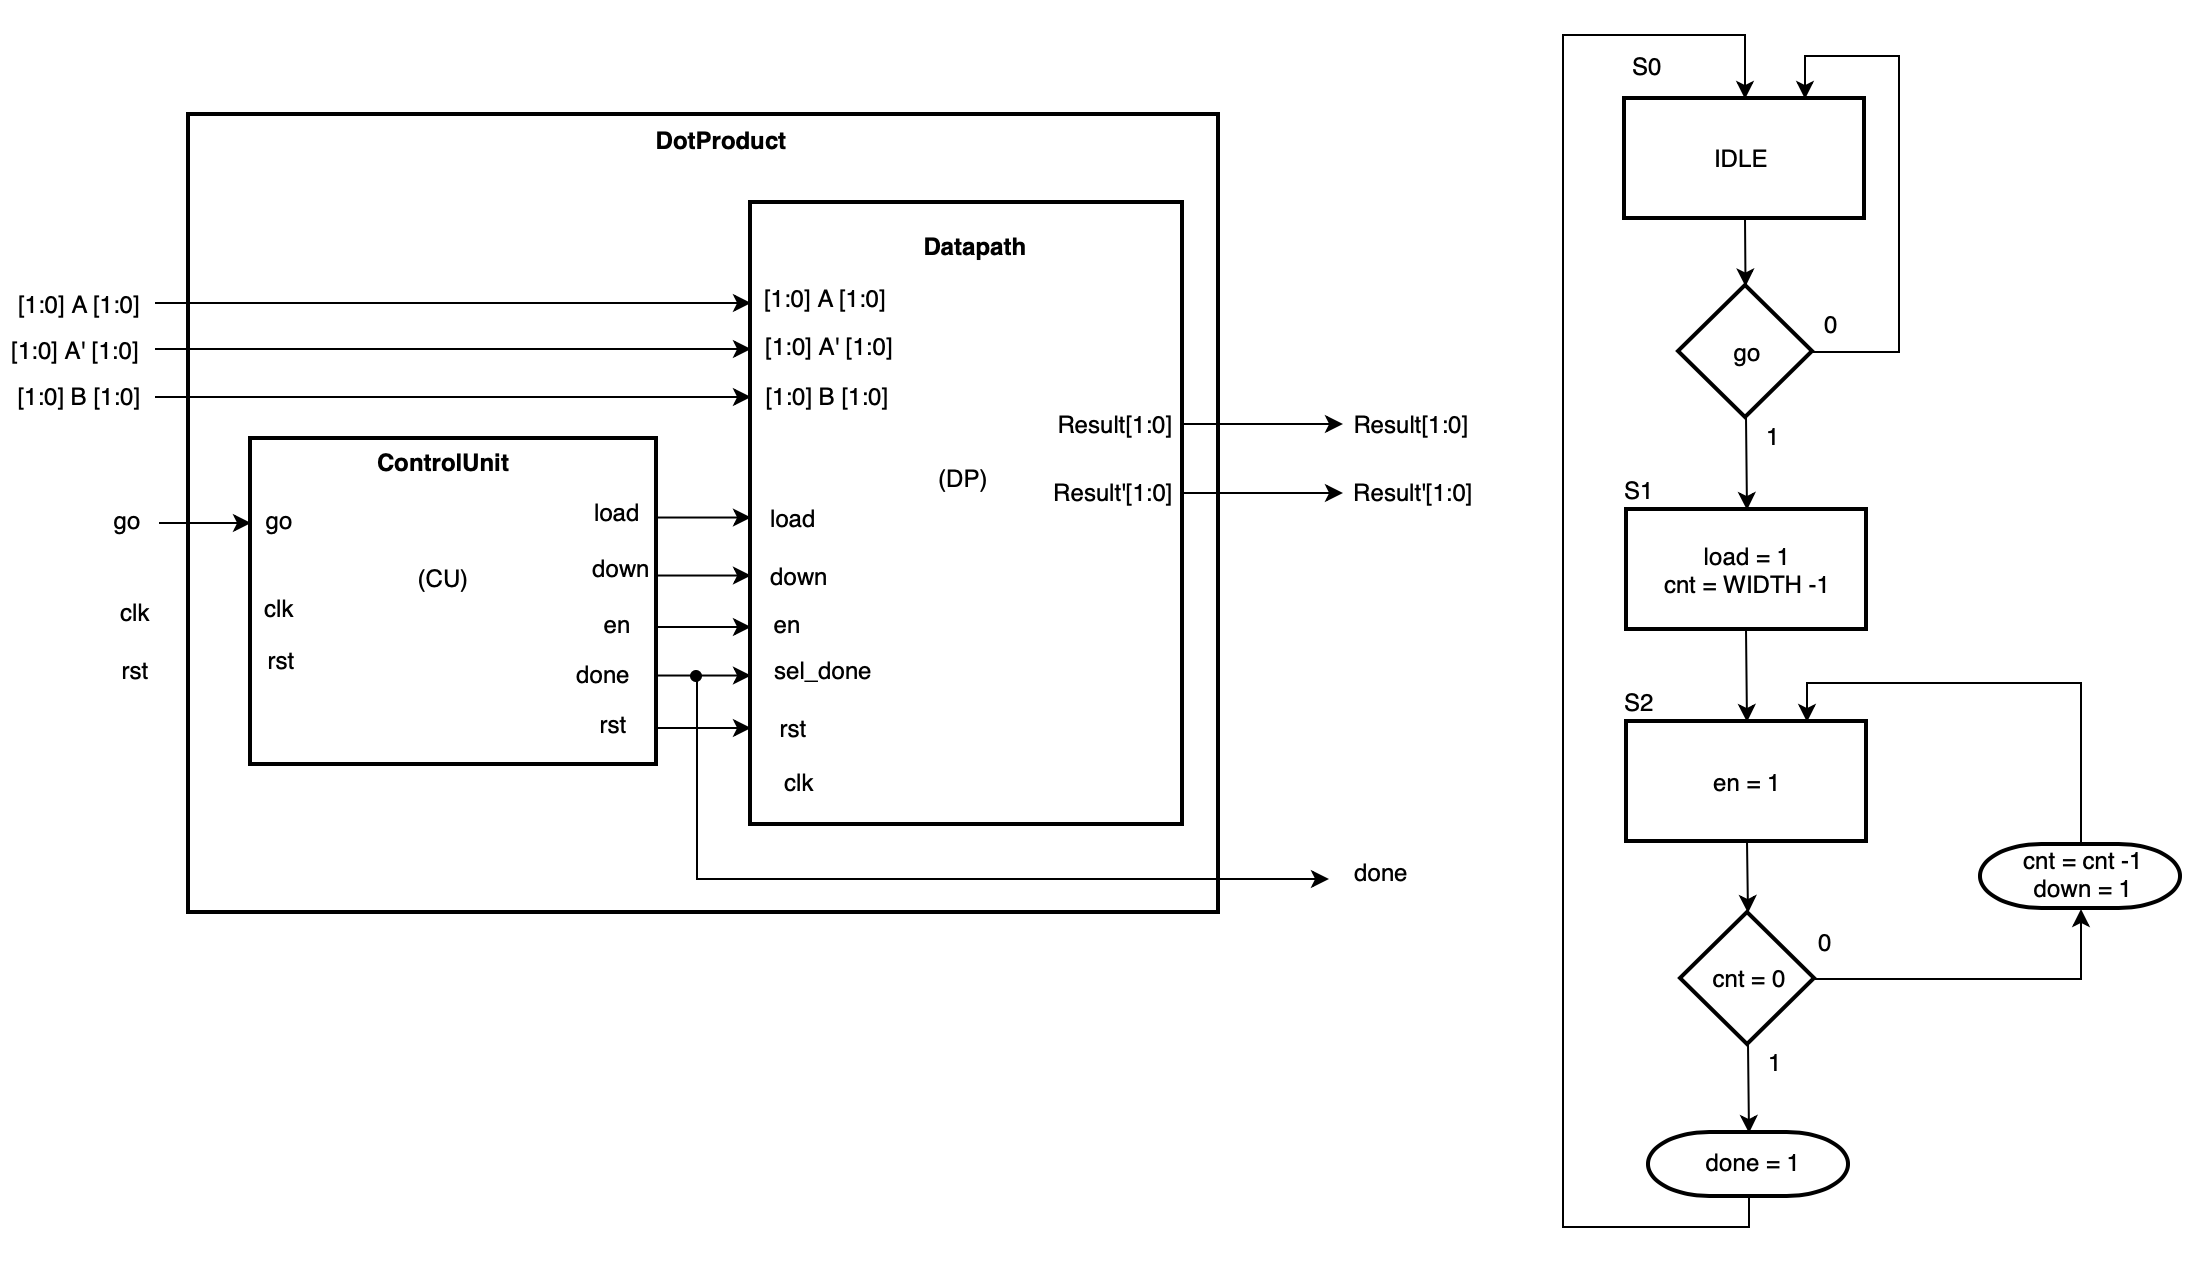 DotProduct
Datapath
[1:0] A [1:0]
[1:0] A' [1:0]
[1:0] B [1:0]
[1:0] A [1:0]
[1:0] A' [1:0]
[1:0] B [1:0]
(DP)
Result[1:0]
Result'[1:0]
Result[1:0]
Result'[1:0]
go
clk
rst
ControlUnit
go
(CU)
clk
rst
load
down
en
done
rst
load
down
en
sel_done
rst
clk
done
S0
IDLE
go
0
1
S1
load = 1
cnt = WIDTH -1
S2
en = 1
cnt = 0
0
cnt = cnt -1
down = 1
1
done = 1